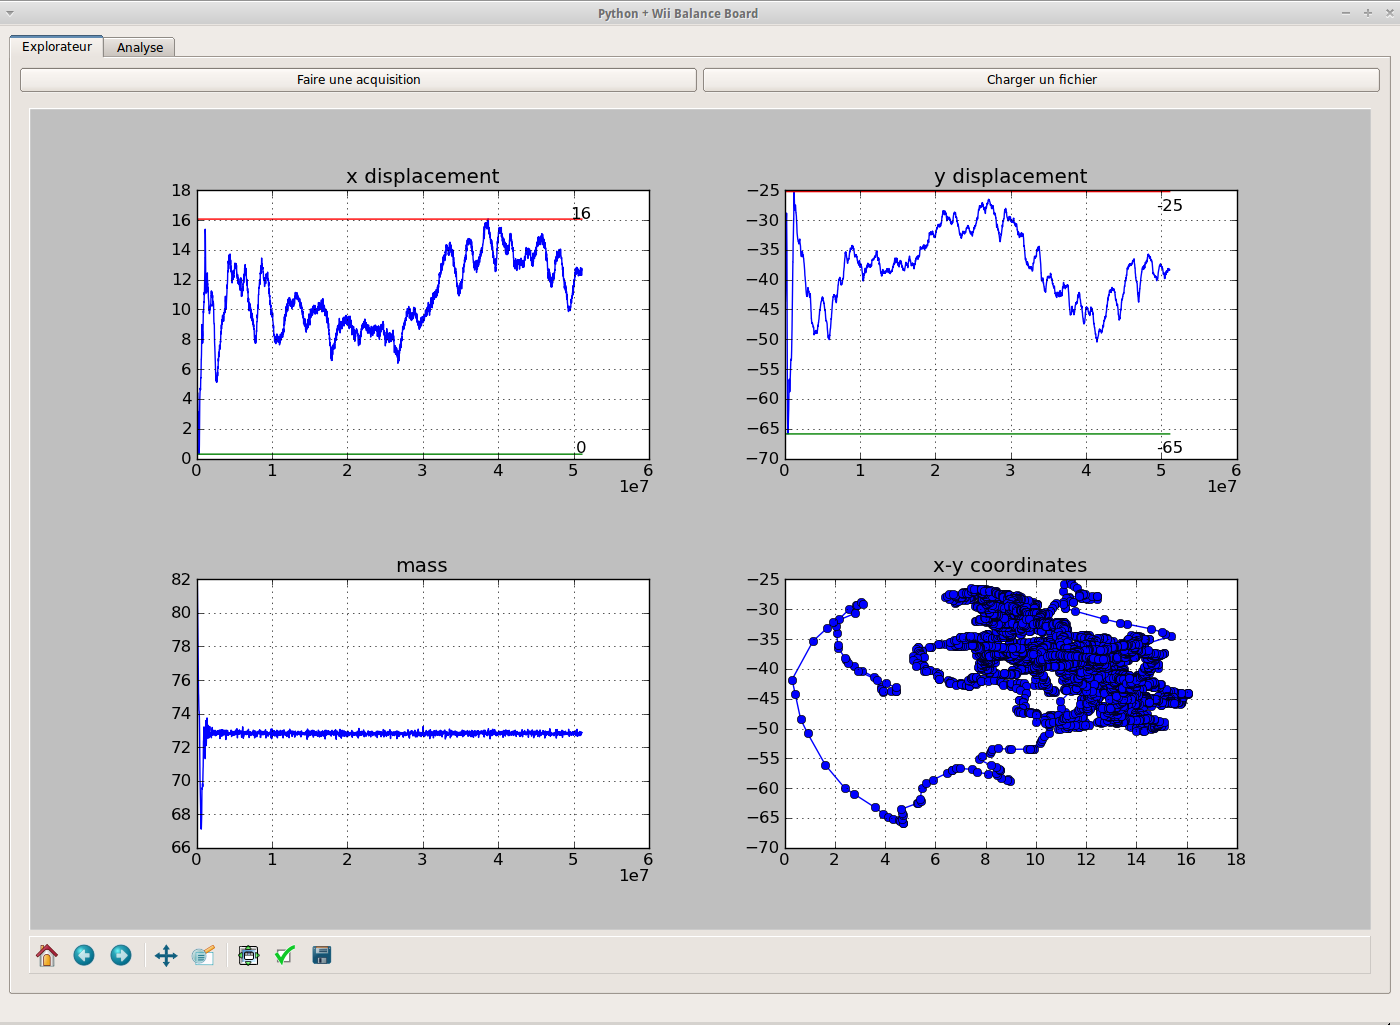 Python + Wii Balance Board
Explorateur
Analyse
Faire une acquisition
Charger un fichier
x displacement
18
16
14
12
10
8
6
4
2
0
16
0
0 1 2 3 4 5 6
1e7
y displacement
−25
−30
−35
−40
−45
−50
−55
−60
−65
−70
-25
-65
0 1 2 3 4 5 6
1e7
mass
82
80
78
76
74
72
70
68
66
0 1 2 3 4 5 6
1e7
x-y coordinates
−25
−30
−35
−40
−45
−50
−55
−60
−65
−70
0 2 4 6 8 10 12 14 16 18